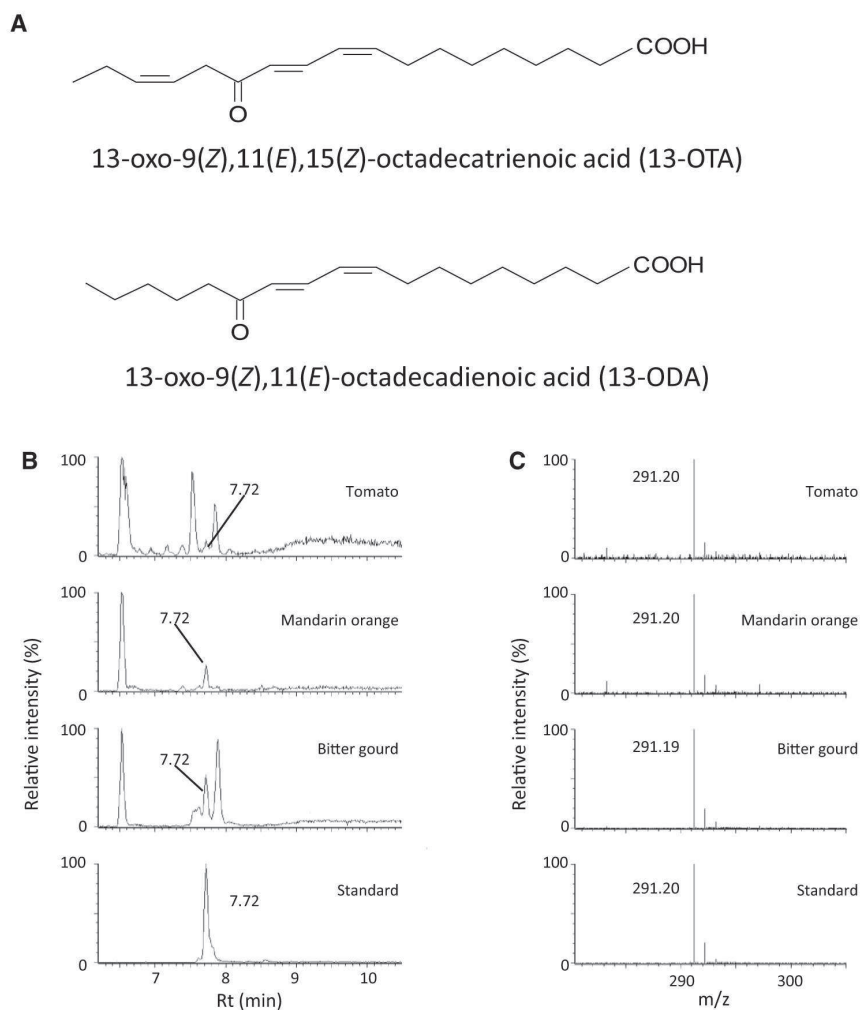 A
COOH
O
13-oxo-9(Z),11(E),15(Z)-octadecatrienoic acid (13-OTA)
COOH
O
13-oxo-9(Z),11(E)-octadecadienoic acid (13-ODA)
B
100
7.72
Tomato
0
100
7.72
Mandarin orange
0
100
7.72
Bitter gourd
0
100
7.72
Standard
0
7 8 9 10
Rt (min)
Relative intensity (%)
C
100
291.20
Tomato
0
100
291.20
Mandarin orange
0
100
291.19
Bitter gourd
0
100
291.20
Standard
0
290 300
m/z
Relative intensity (%)